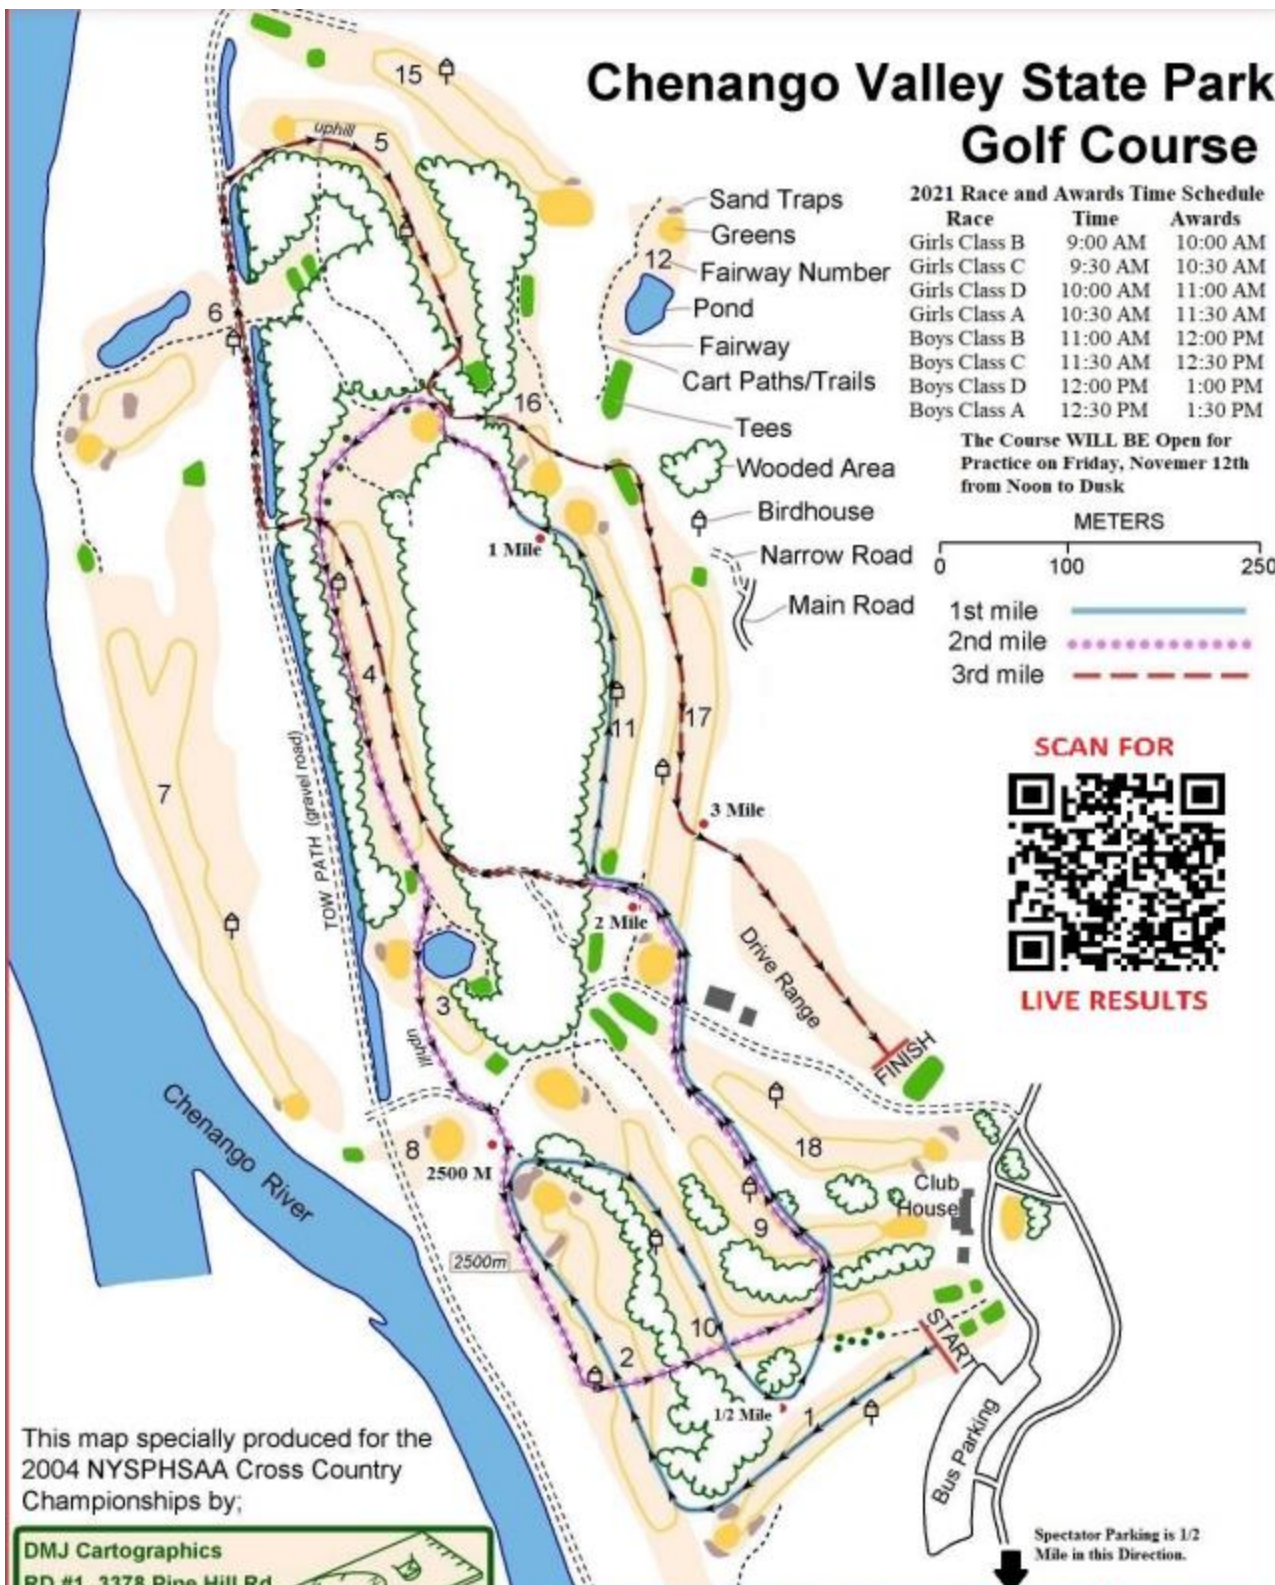 Chenango Valley State Park
Golf Course
2021 Race and Awards Time Schedule
Race Time Awards
Girls Class B 9:00 AM 10:00 AM
Girls Class C 9:30 AM 10:30 AM
Girls Class D 10:00 AM 11:00 AM
Girls Class A 10:30 AM 11:30 AM
Boys Class B 11:00 AM 12:00 PM
Boys Class C 11:30 AM 12:30 PM
Boys Class D 12:00 PM 1:00 PM
Boys Class A 12:30 PM 1:30 PM
The Course WILL BE Open for
Practice on Friday, Novemer 12th
from Noon to Dusk
METERS
0 100 250
1st mile
2nd mile
3rd mile
SCAN FOR
LIVE RESULTS
Sand Traps
Greens
12
Fairway Number
Pond
Fairway
Cart Paths/Trails
Tees
Wooded Area
Birdhouse
Narrow Road
Main Road
15
uphill
5
6
16
1 Mile
4
11
17
7
TOW PATH (gravel road)
3 Mile
2 Mile
Drive Range
3
uphill
FINISH
Chenango River
8
2500 M
18
Club
House
9
2500m
10
2
START
1/2 Mile
1
Bus Parking
This map specially produced for the
2004 NYSPHSAA Cross Country
Championships by;
DMJ Cartographics
RD #1, 3378 Pine Hill Rd
Spectator Parking is 1/2
Mile in this Direction.